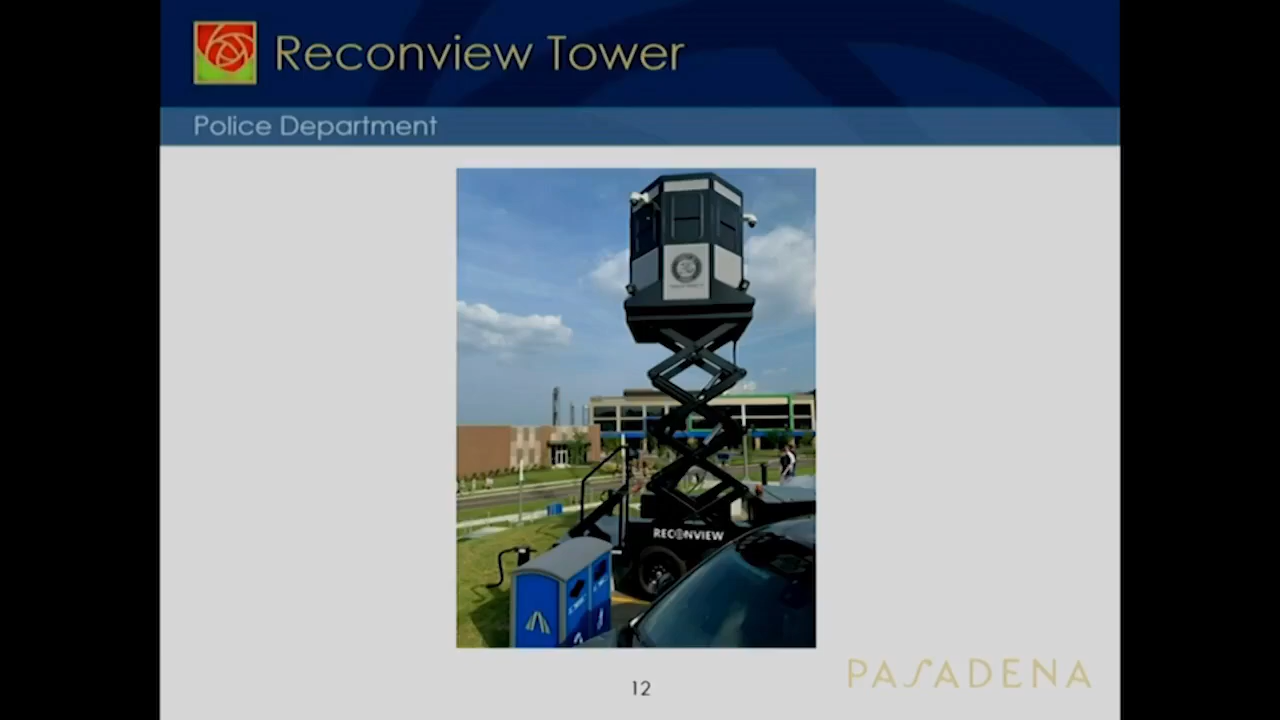 Reconview Tower
Police Department
RECONVIEW
12
PASADENA